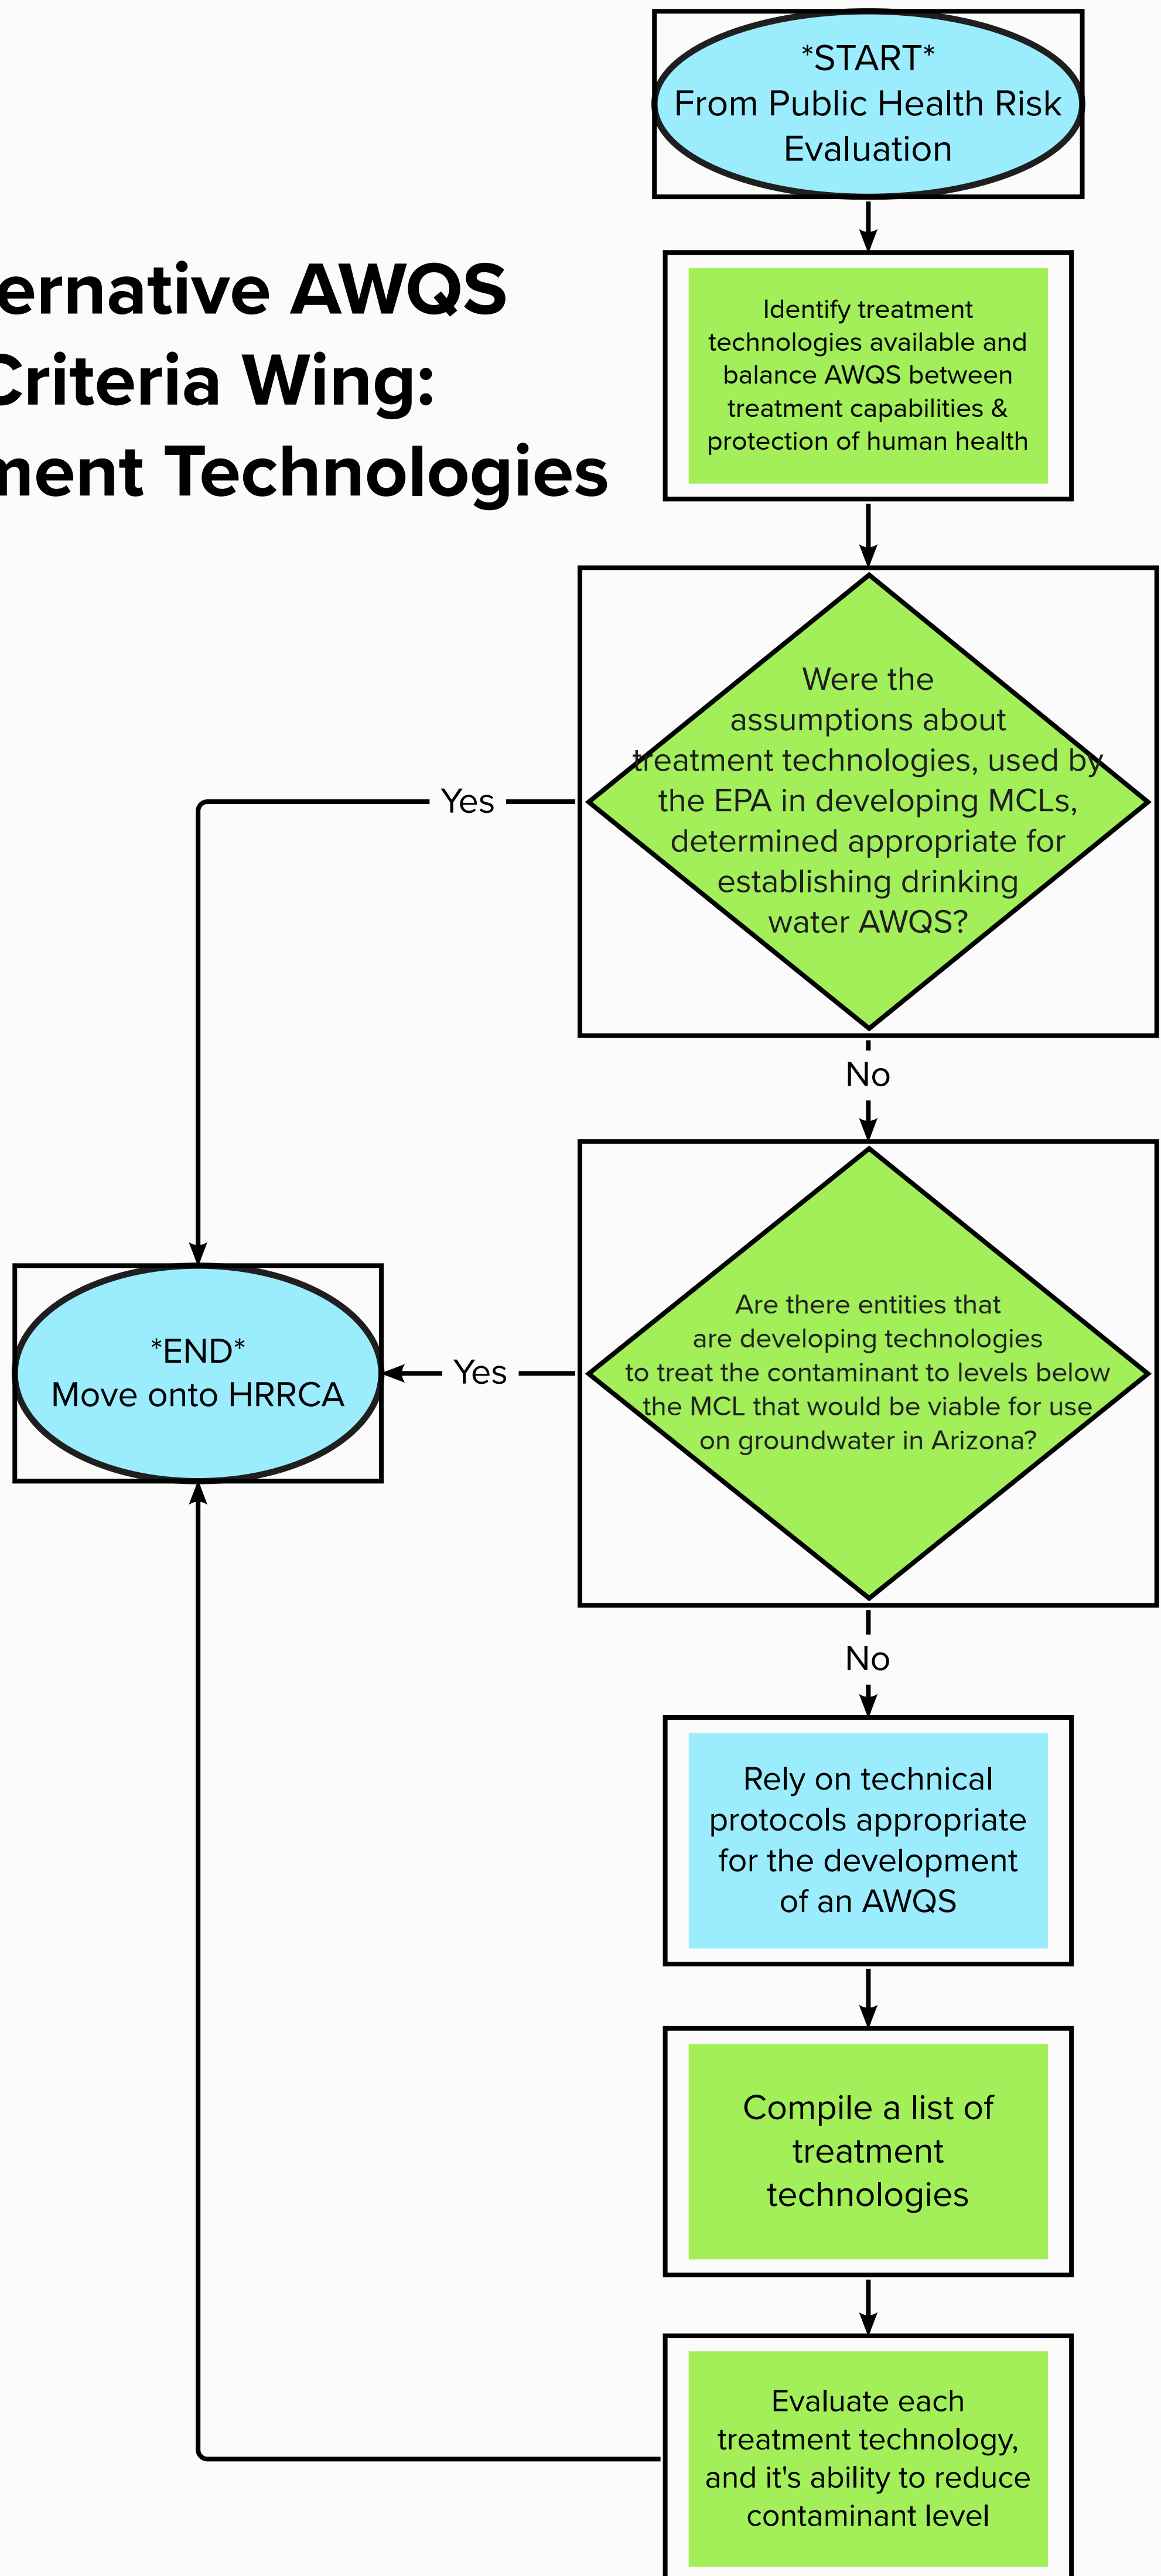 *START*
From Public Health Risk
Evaluation
ernative AWQS
Criteria Wing:
ment Technologies
Identify treatment
technologies available and
balance AWQS between
treatment capabilities &
protection of human health
Were the
assumptions about
treatment technologies, used by
the EPA in developing MCLs,
determined appropriate for
establishing drinking
water AWQS?
Yes
No
Are there entities that
are developing technologies
to treat the contaminant to levels below
the MCL that would be viable for use
on groundwater in Arizona?
Yes
*END*
Move onto HRRCA
No
Rely on technical
protocols appropriate
for the development
of an AWQS
Compile a list of
treatment
technologies
Evaluate each
treatment technology,
and it's ability to reduce
contaminant level